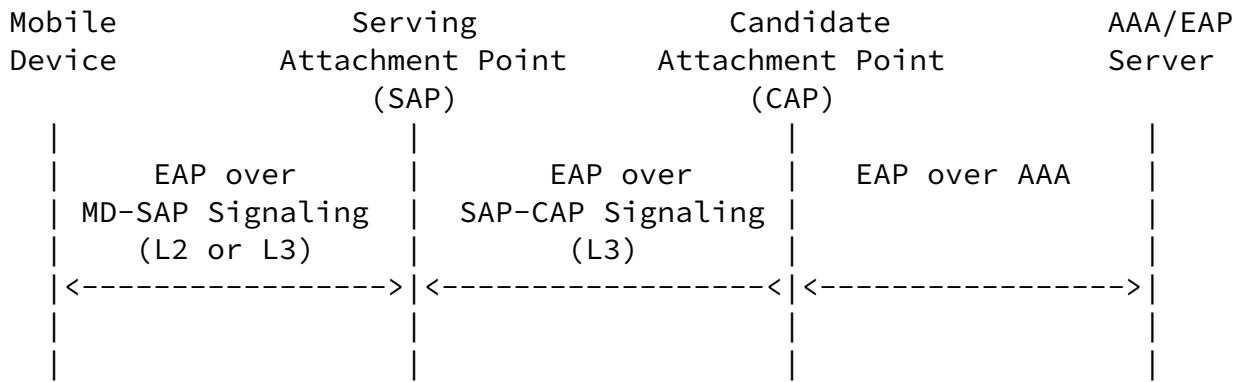 Mobile Serving Candidate AAA/EAP
Device Attachment Point Attachment Point Server
(SAP) (CAP)
EAP over EAP over EAP over AAA
MD-SAP Signaling SAP-CAP Signaling
(L2 or L3) (L3)